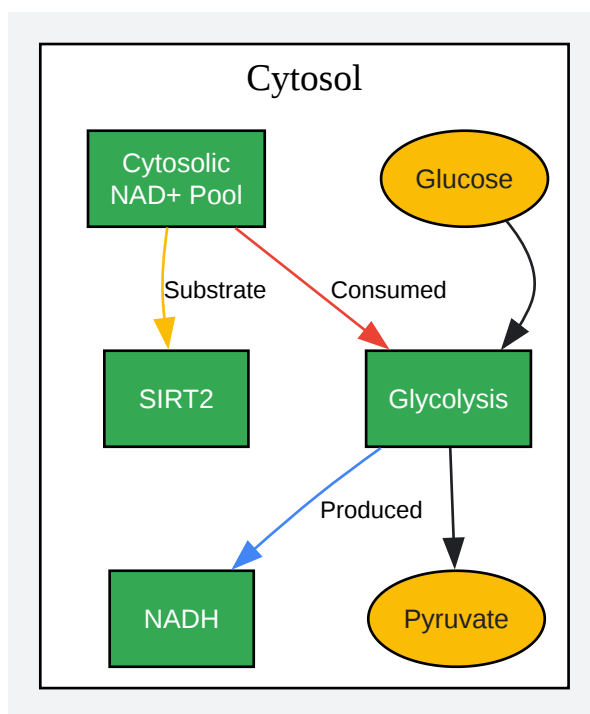 Cytosol
Cytosolic
NAD+ Pool
Glucose
Substrate
Consumed
SIRT2
Glycolysis
Produced
NADH
Pyruvate